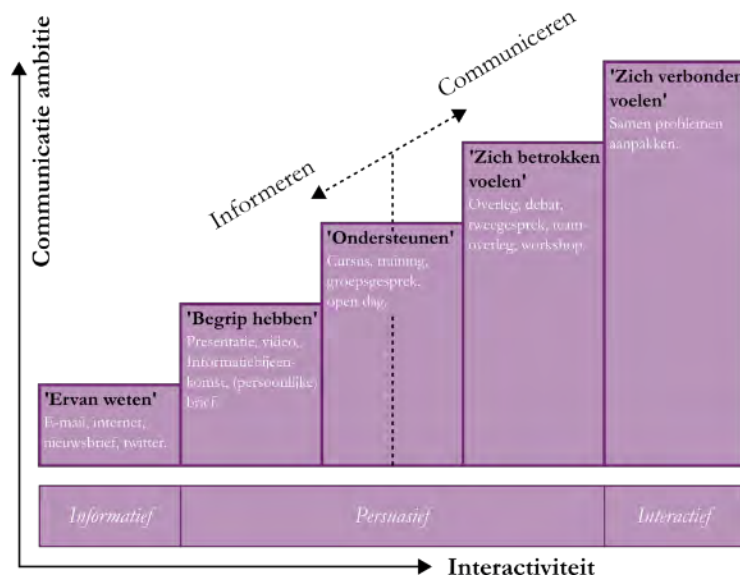 Communicatie ambitie
Informeren
Communiceren
'Ervan weten'
E-mail, internet,
nieuwsbrief, twitter.
'Begrip hebben'
Presentatie, video,
Informatiebijeen-
komst, (persoonlijke)
brief.
'Ondersteunen'
Cursus, training,
groepsgesprek,
open dag.
'Zich betrokken
voelen'
Overleg, debat,
tweegesprek, team-
overleg, workshop.
'Zich verbonden
voelen'
Samen problemen
aanpakken.
Informatief
Persuasief
Interactief
Interactiviteit